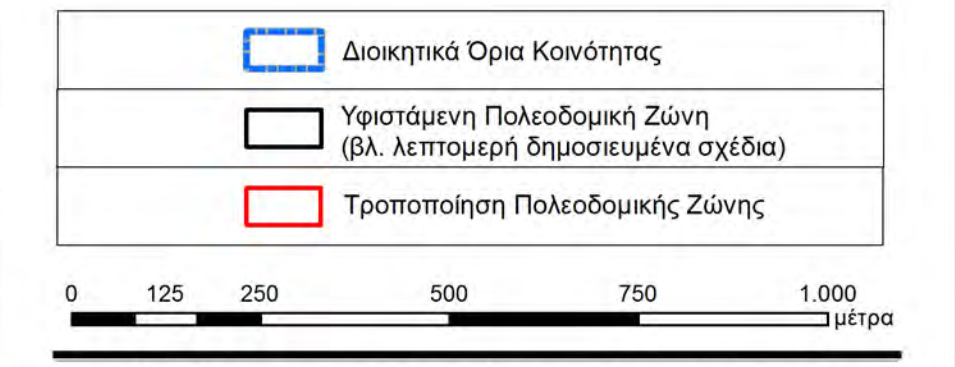 Διοικητικά Όρια Κοινότητας
Υφιστάμενη Πολεοδομική Ζώνη
(βλ. λεπτομερή δημοσιευμένα σχέδια)
Τροποποίηση Πολεοδομικής Ζώνης
0 125 250 500 750 1.000
μέτρα